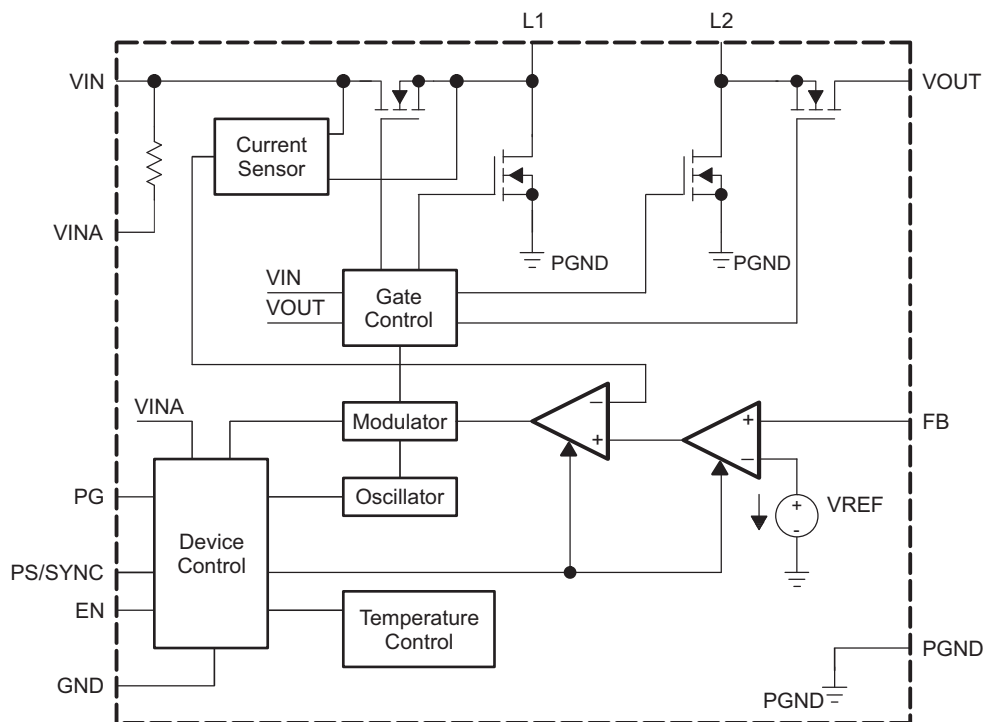 L1
L2
VIN
VOUT
Current
Sensor
VINA
PGND
PGND
VIN
VOUT
Gate
Control
VINA
Modulator
−
+
+
−
FB
PG
Oscillator
+
-
VREF
Device
Control
PS/SYNC
EN
Temperature
Control
PGND
GND
PGND